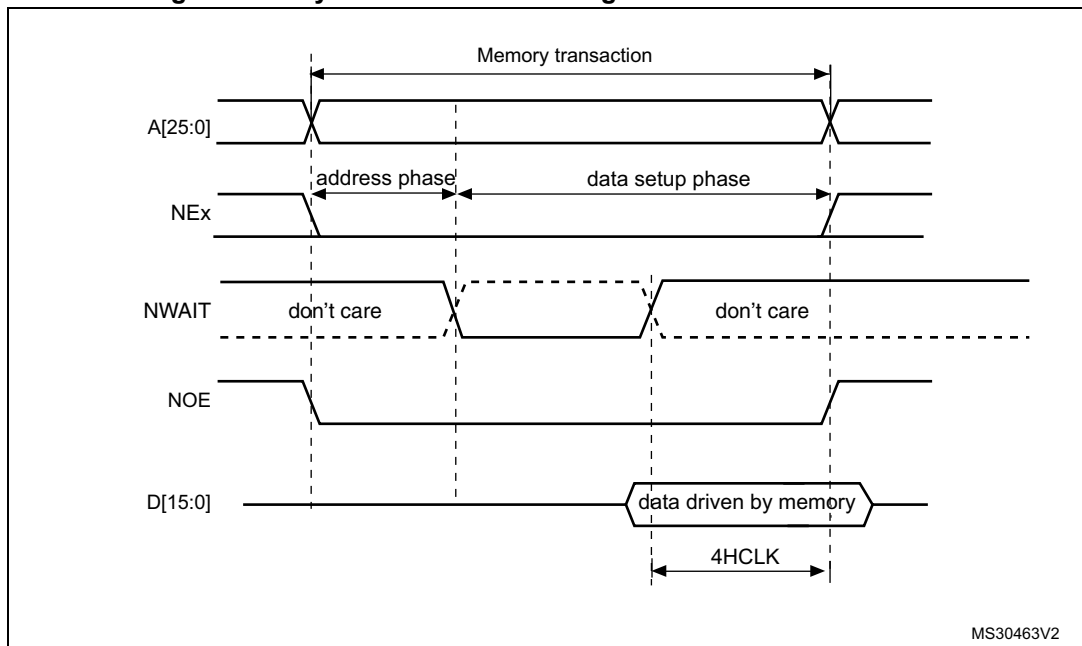 Memory transaction
A[25:0]
address phase
data setup phase
NEx
NWAIT
don't care
don't care
NOE
D[15:0]
data driven by memory
4HCLK
MS30463V2